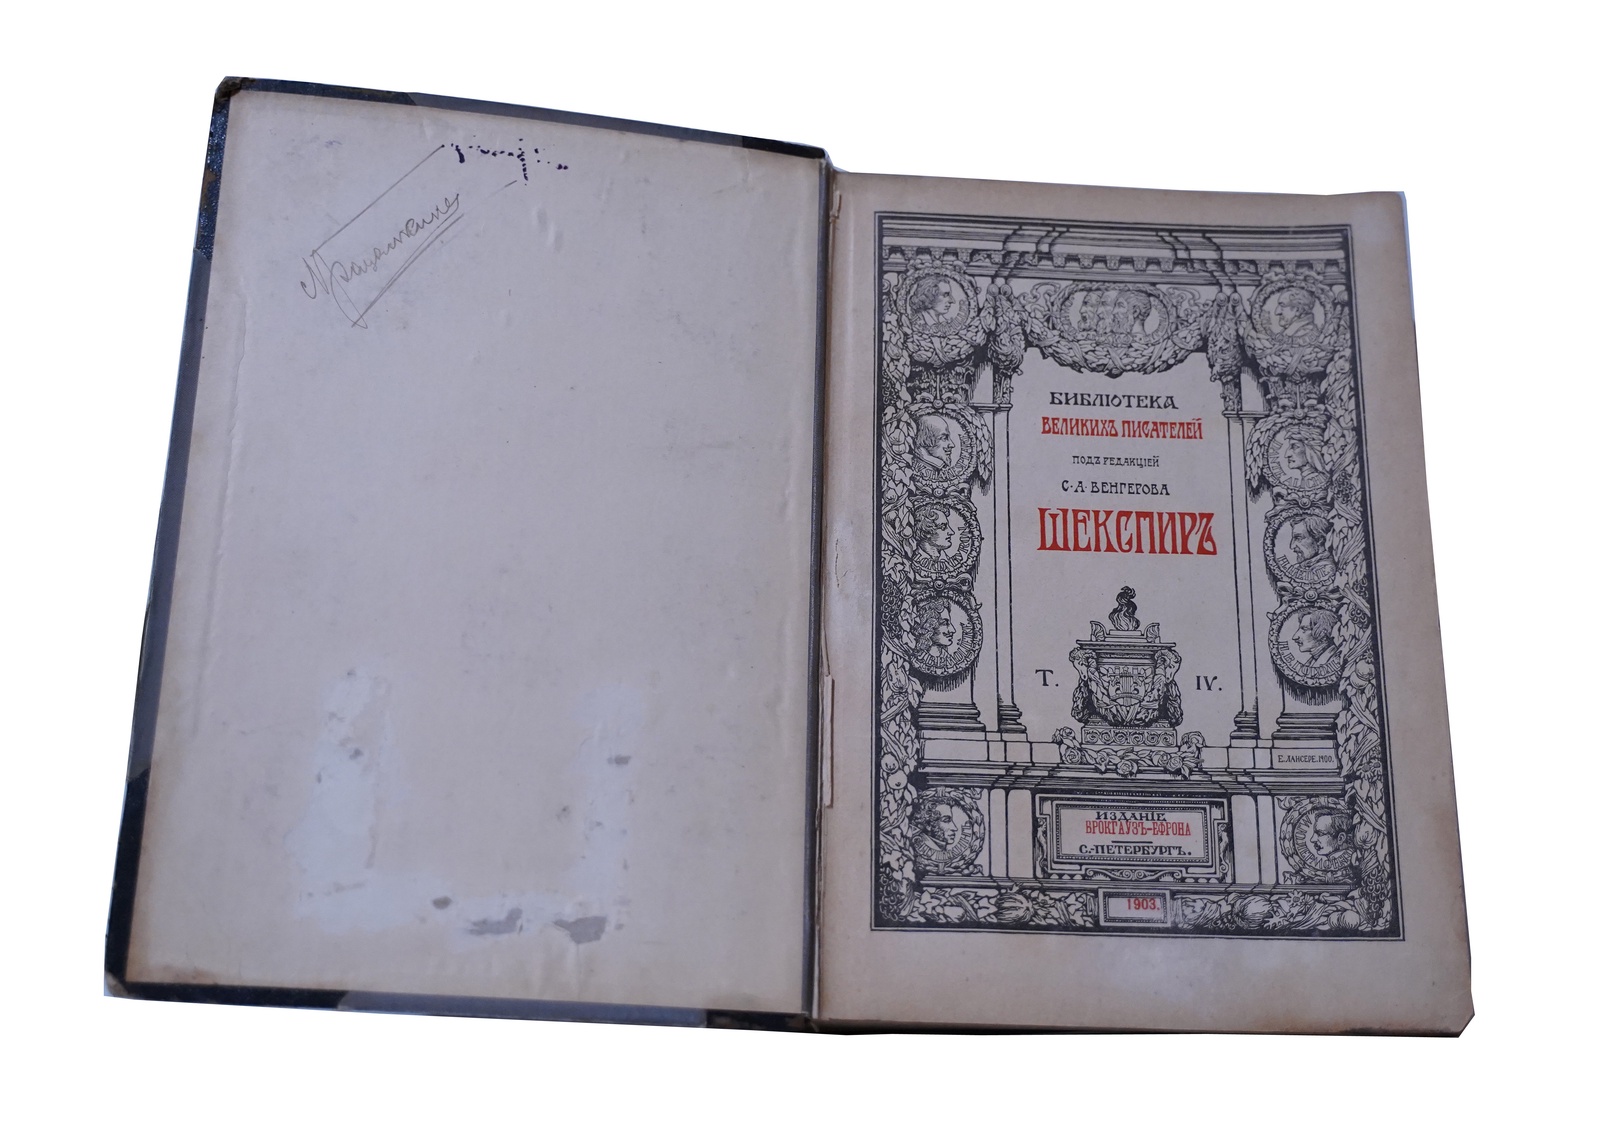 БИБЛІОТЕКА
ВЕЛИКИХЪ ПИСАТЕЛЕЙ
ПОДЪ РЕДАКЦІЕЙ
С·А·ВЕНГЕРОВА
ШЕКСПИРЪ
Т. IV.
Е.ЛАНСЕРЕ.1900.
ИЗДАНІЕ
БРОКГАУЗЪ-ЕФРОНА
С.-ПЕТЕРБУРГЪ.
1903.